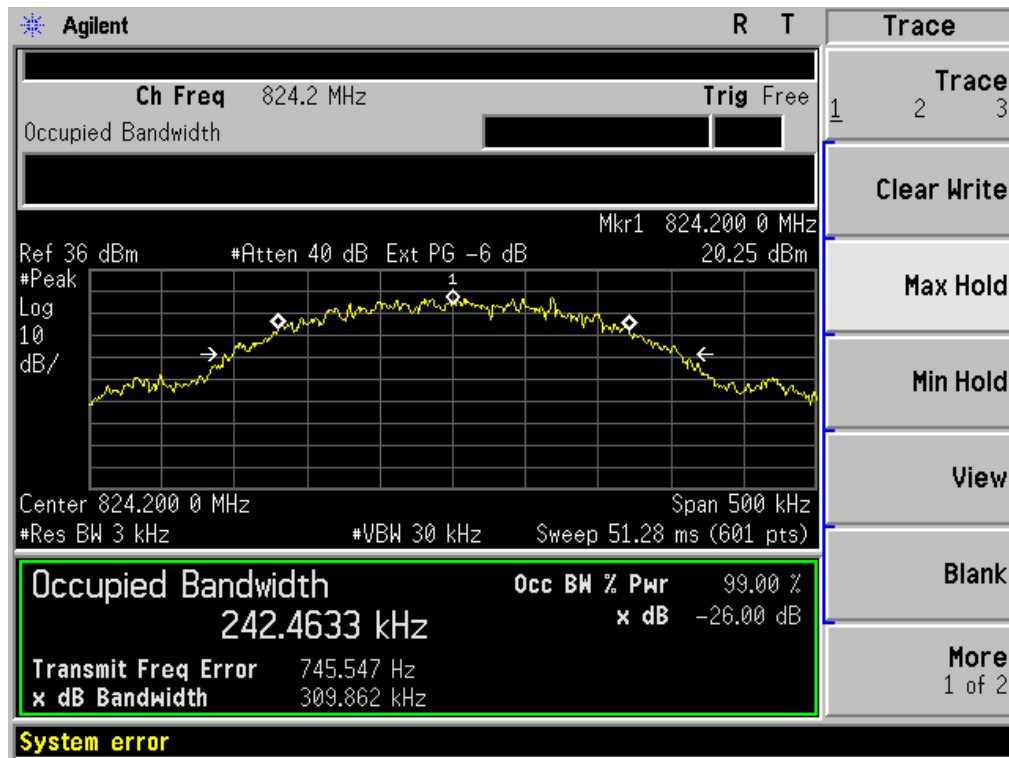 Agilent R T Trace
Ch Freq 824.2 MHz Trig Free
Occupied Bandwidth
Trace
1 2 3
Clear Write
Mkr1 824.200 0 MHz
Ref 36 dBm #Atten 40 dB Ext PG -6 dB 20.25 dBm
#Peak
Log
10
dB/
1
Max Hold
Min Hold
View
Center 824.200 0 MHz Span 500 kHz
#Res BW 3 kHz #VBW 30 kHz Sweep 51.28 ms (601 pts)
Occupied Bandwidth Occ BW % Pwr 99.00 %
242.4633 kHz x dB -26.00 dB
Transmit Freq Error 745.547 Hz
x dB Bandwidth 309.862 kHz
Blank
More
1 of 2
System error